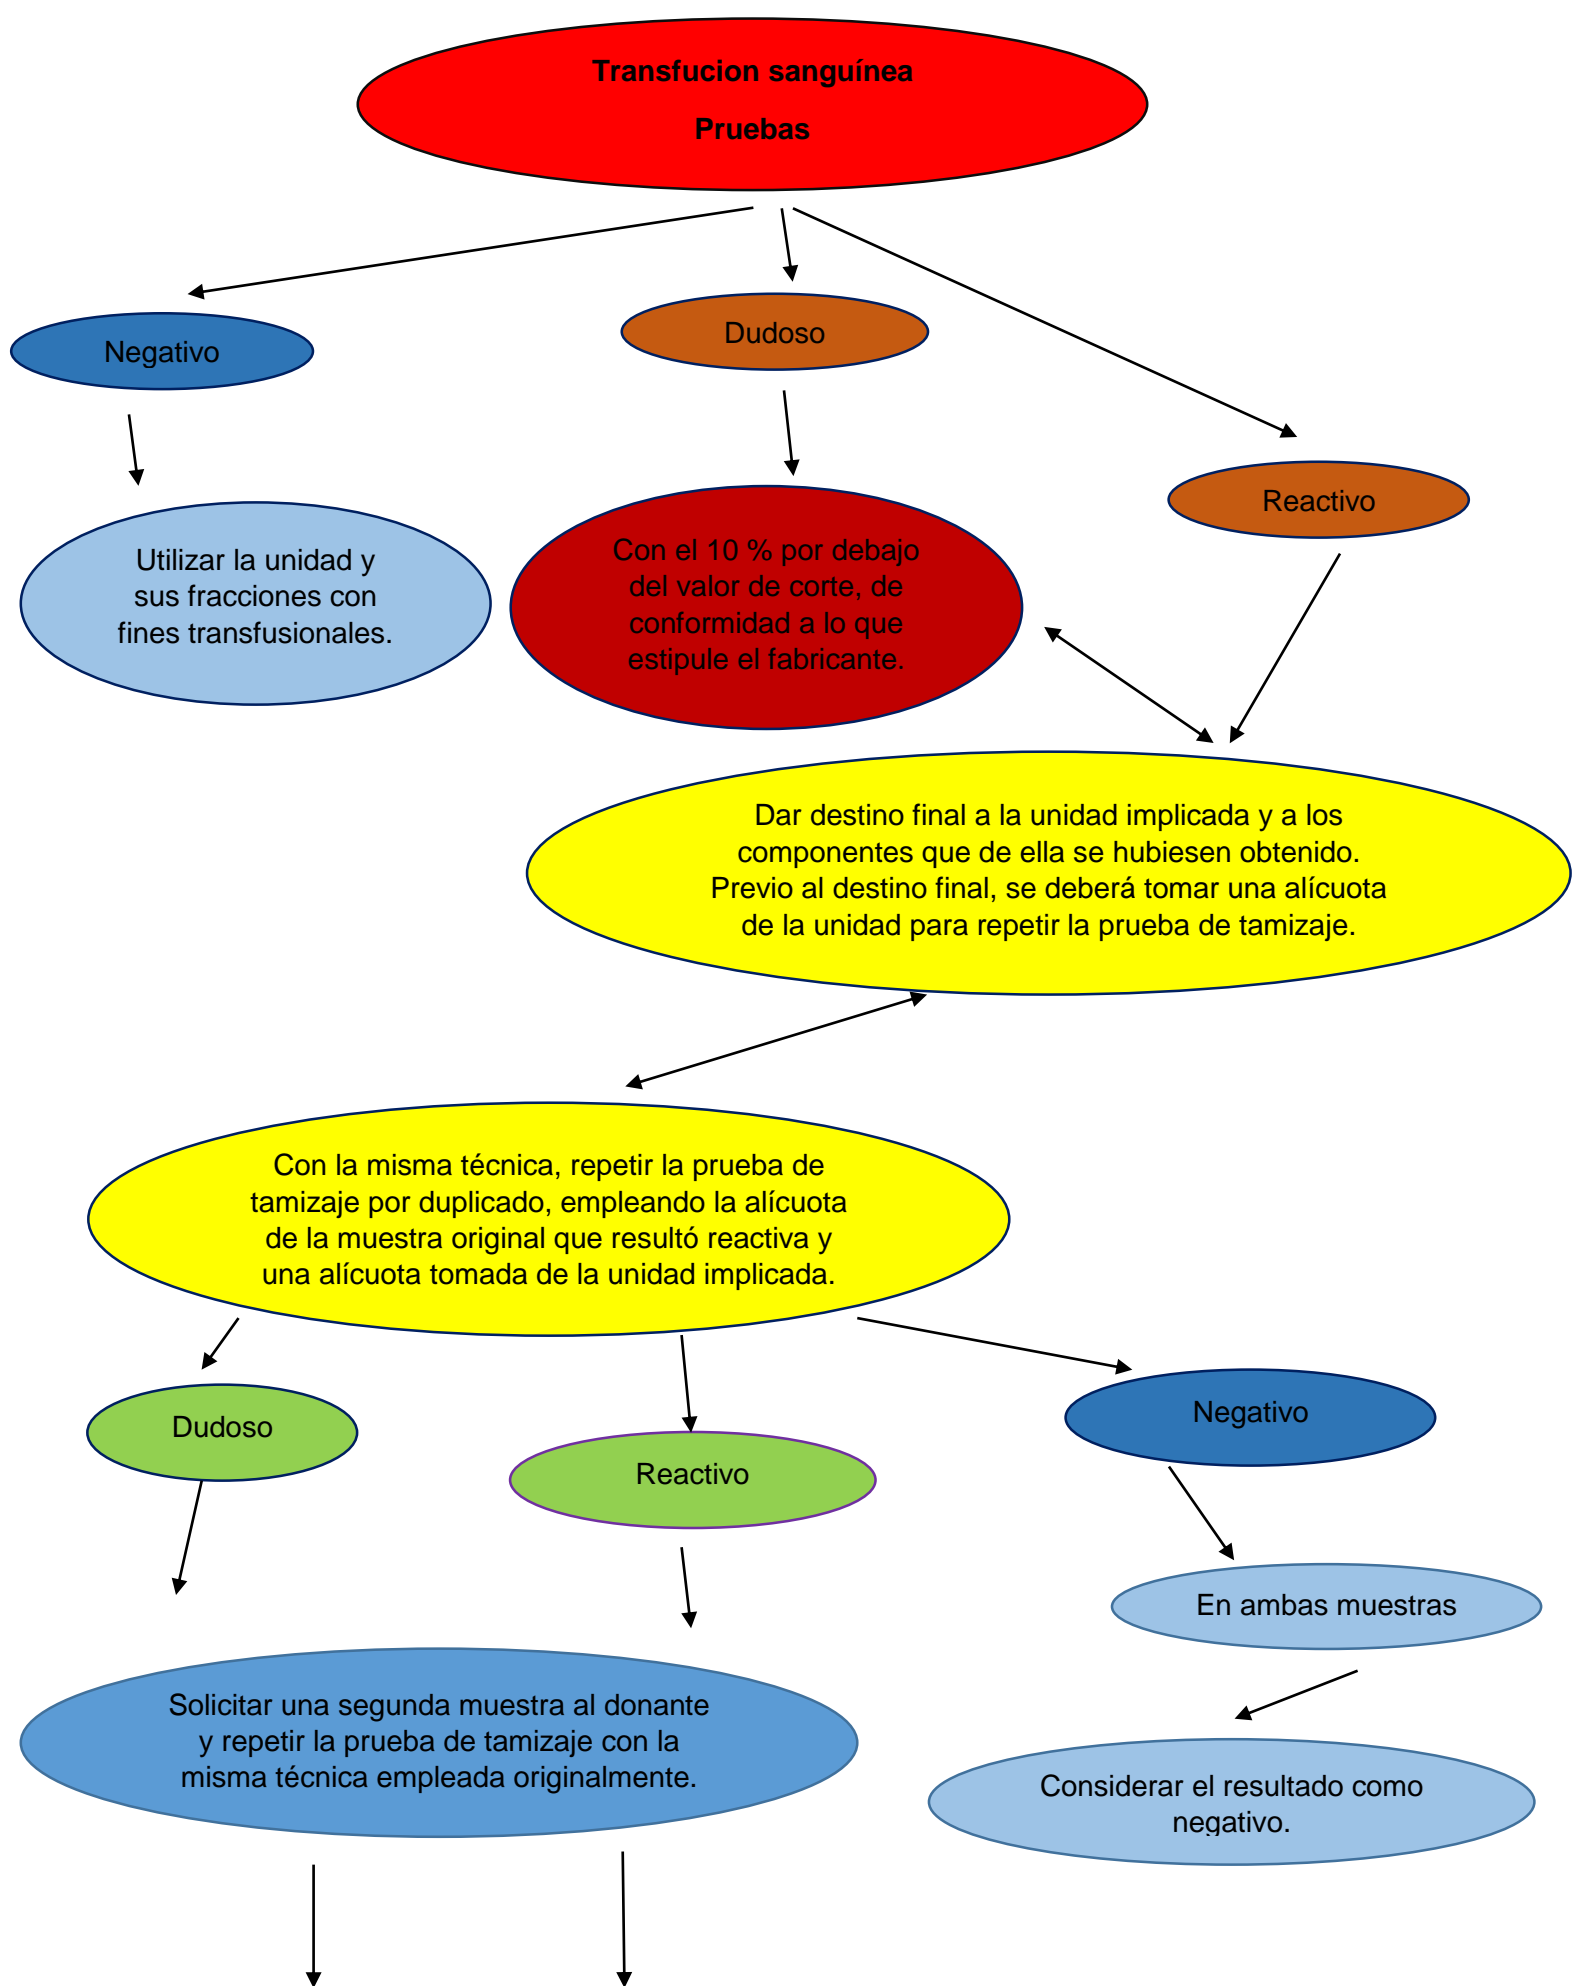 Transfucion sanguínea
Pruebas
Negativo
Dudoso
Reactivo
Utilizar la unidad y
sus fracciones con
fines transfusionales.
Con el 10 % por debajo
del valor de corte, de
conformidad a lo que
estipule el fabricante.
Dar destino final a la unidad implicada y a los
componentes que de ella se hubiesen obtenido.
Previo al destino final, se deberá tomar una alícuota
de la unidad para repetir la prueba de tamizaje.
Con la misma técnica, repetir la prueba de
tamizaje por duplicado, empleando la alícuota
de la muestra original que resultó reactiva y
una alícuota tomada de la unidad implicada.
Dudoso
Reactivo
Negativo
En ambas muestras
Solicitar una segunda muestra al donante
y repetir la prueba de tamizaje con la
misma técnica empleada originalmente.
Considerar el resultado como
negativo.